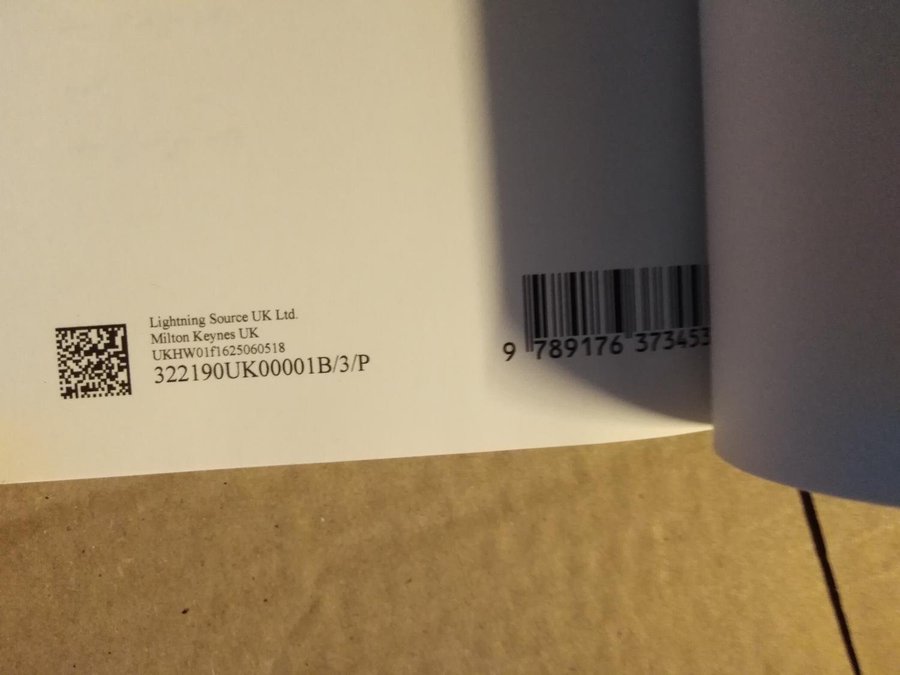 Lightning Source UK Ltd.
Milton Keynes UK
UKHW01f1625060518
322190UK00001B/3/P
9 789176 373453